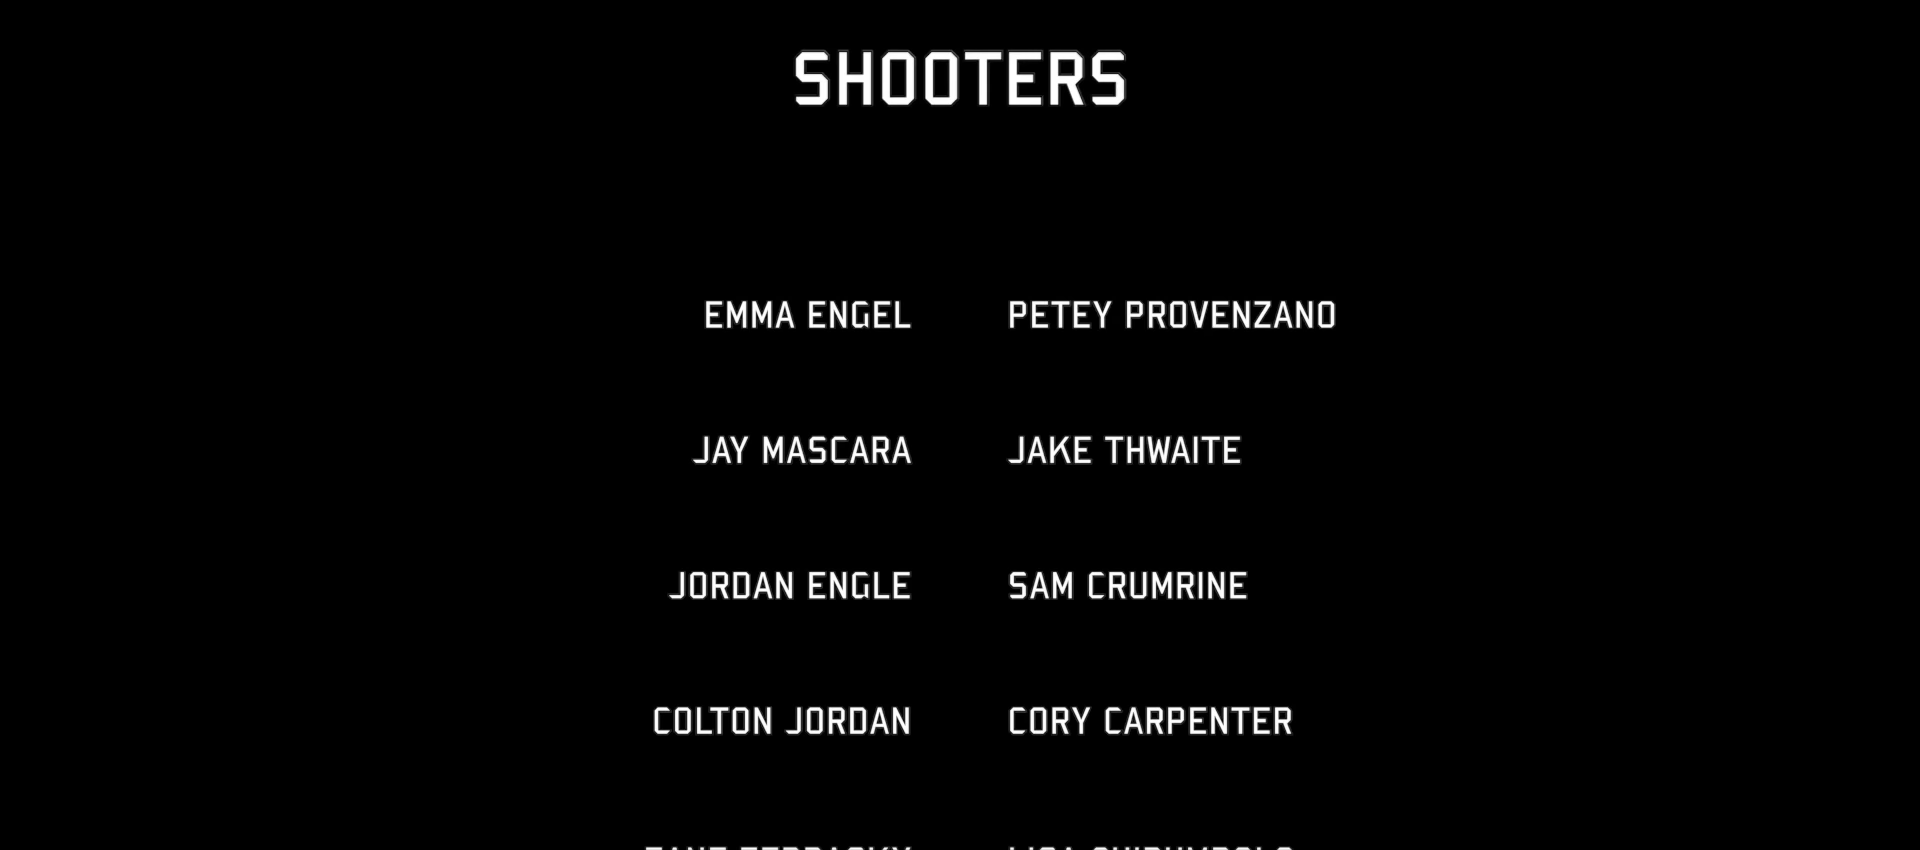 SHOOTERS
EMMA ENGEL PETEY PROVENZANO
JAY MASCARA JAKE THWAITE
JORDAN ENGLE SAM CRUMRINE
COLTON JORDAN CORY CARPENTER